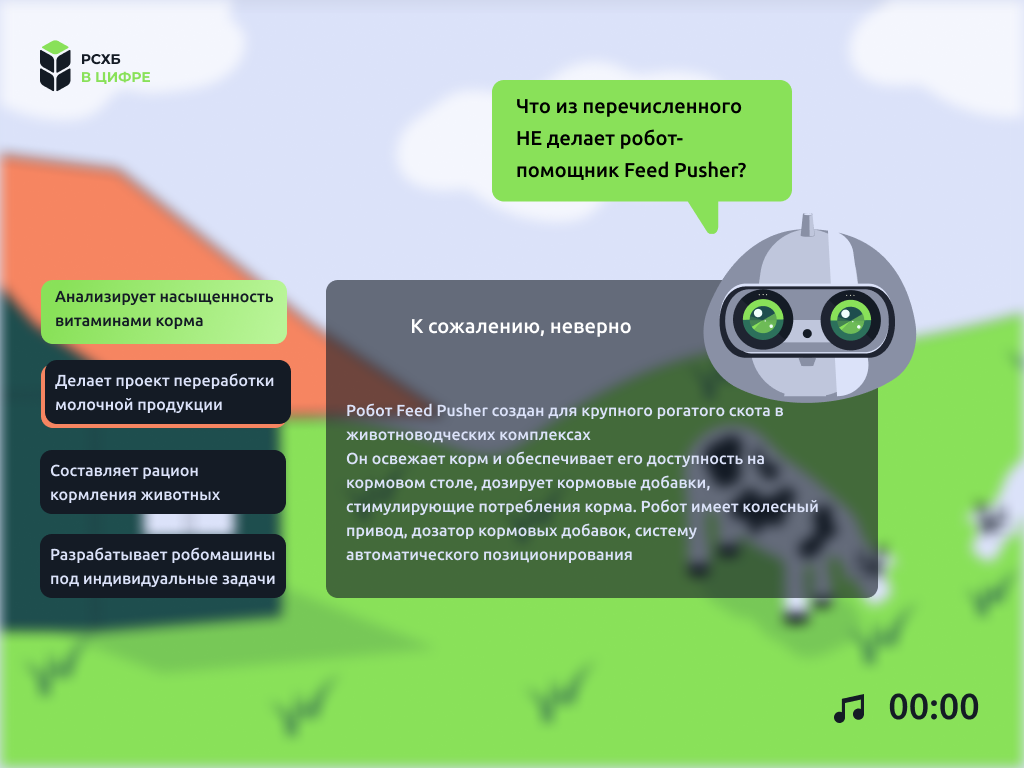 РСХБ
В ЦИФРЕ
Что из перечисленного
НЕ делает робот-
помощник Feed Pusher?
Анализирует насыщенность
витаминами корма
Делает проект переработки
молочной продукции
Составляет рацион
кормления животных
Разрабатывает робомашины
под индивидуальные задачи
К сожалению, неверно
Робот Feed Pusher создан для крупного рогатого скота в
животноводческих комплексах
Он освежает корм и обеспечивает его доступность на
кормовом столе, дозирует кормовые добавки,
стимулирующие потребления корма. Робот имеет колесный
привод, дозатор кормовых добавок, систему
автоматического позиционирования
00:00